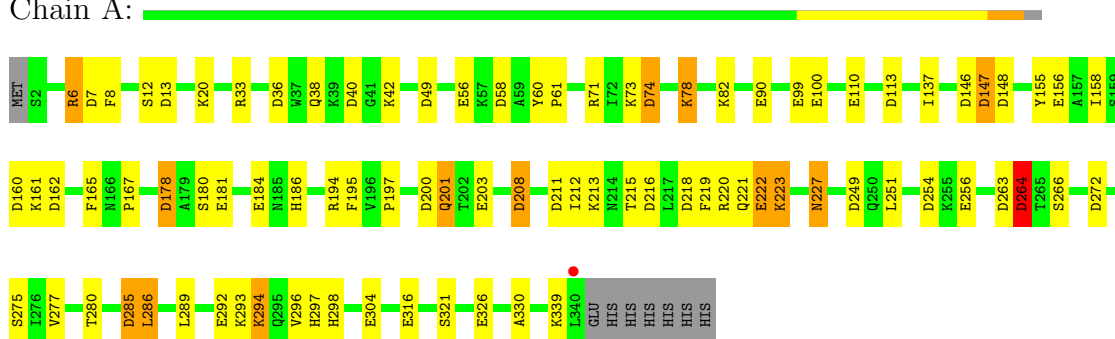 Chain A:
MET S2 R6 D7 F8 S12 D13 K20 R33 D36 W37 Q38 K39 D40 G41 K42 D49 E56 K57 D58 A59 Y60 P61 R71 I72 K73 D74 K78 K82 E90 E99 E100 E110 D113 I137 D146 D147 D148 Y155 E156 A157 I158 S159
D160 K161 D162 F165 N166 P167 D178 A179 S180 E181 E184 N185 H186 R194 F195 V196 P197 D200 Q201 T202 E203 D208 D211 I212 K213 N214 T215 D216 L217 D218 F219 R220 Q221 E222 K223 N227 D249 Q250 L251 D254 K255 E256 D263 D264 T265 S266 D272
S275 I276 V277 T280 D285 L286 L289 E292 K293 K294 Q295 V296 H297 H298 E304 E316 S321 E326 A330 K339 L340 GLU HIS HIS HIS HIS HIS HIS